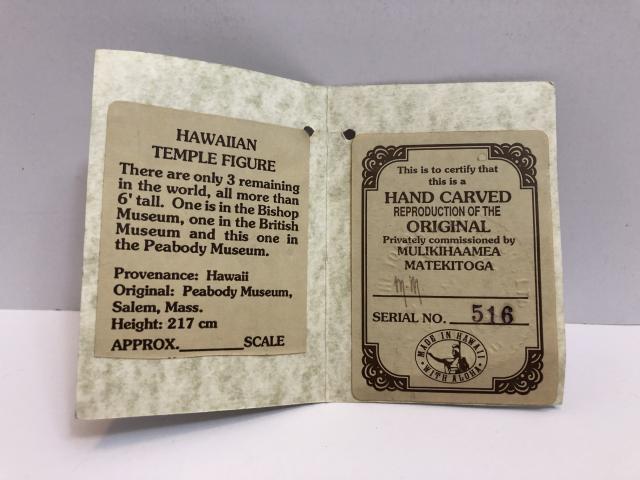 HAWAIIAN
TEMPLE FIGURE
There are only 3 remaining
in the world, all more than
6' tall. One is in the Bishop
Museum, one in the British
Museum and this one in
the Peabody Museum.
Provenance: Hawaii
Original: Peabody Museum,
Salem, Mass.
Height: 217 cm
APPROX.________SCALE
This is to certify that
this is a
HAND CARVED
REPRODUCTION OF THE
ORIGINAL
Privately commissioned by
MULIKIHAAMEA
MATEKITOGA
m-m
SERIAL NO. 516
MADE IN HAWAII
• WITH ALOHA •